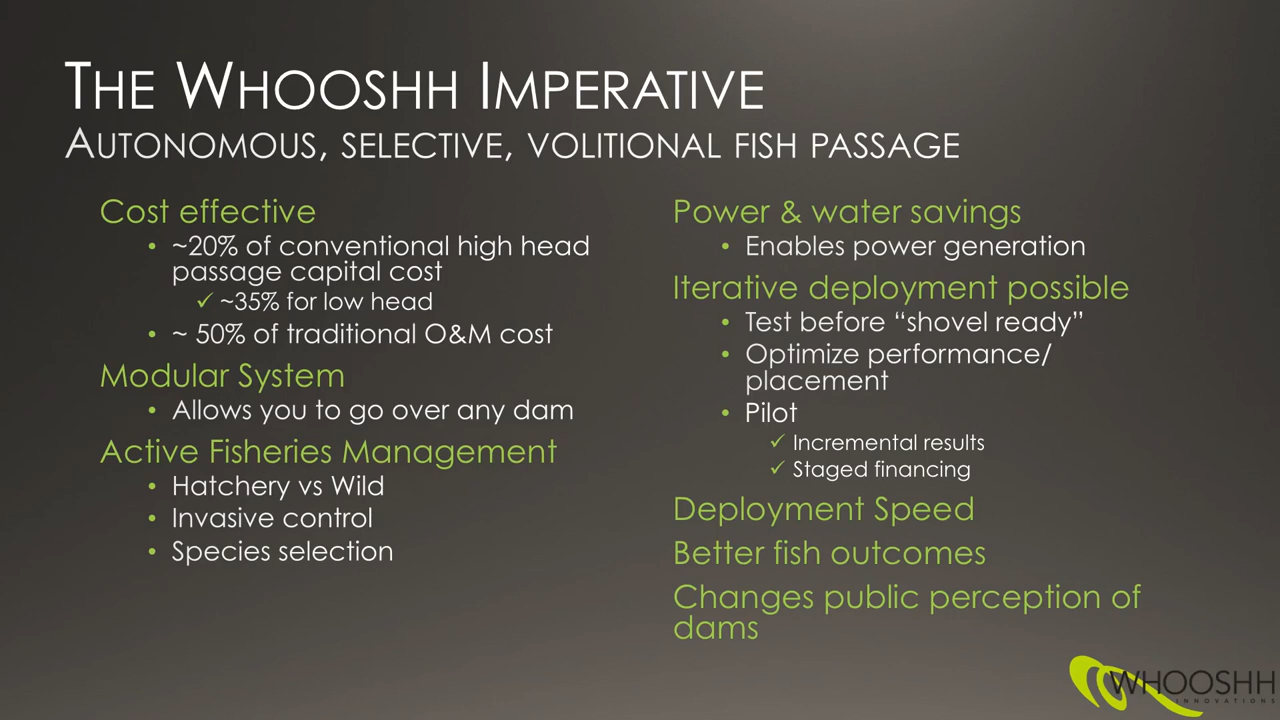 THE WHOOSHH IMPERATIVE
AUTONOMOUS, SELECTIVE, VOLITIONAL FISH PASSAGE
Cost effective
• ~20% of conventional high head
passage capital cost
✓ ~35% for low head
• ~ 50% of traditional O&M cost
Modular System
• Allows you to go over any dam
Active Fisheries Management
• Hatchery vs Wild
• Invasive control
• Species selection
Power & water savings
• Enables power generation
Iterative deployment possible
• Test before “shovel ready”
• Optimize performance/
placement
• Pilot
✓ Incremental results
✓ Staged financing
Deployment Speed
Better fish outcomes
Changes public perception of
dams
WHOOSHH
INNOVATIONS